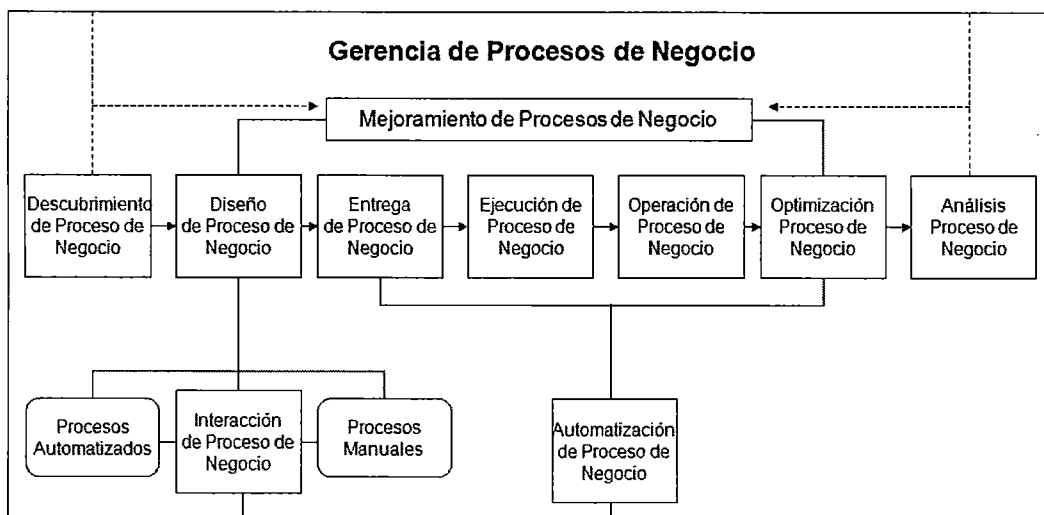 Gerencia de Procesos de Negocio
Mejoramiento de Procesos de Negocio
Descubrimiento
de Proceso de
Negocio
Diseño
de Proceso de
Negocio
Entrega
de Proceso de
Negocio
Ejecución de
Proceso de
Negocio
Operación de
Proceso de
Negocio
Optimización
Proceso de
Negocio
Análisis
Proceso de
Negocio
Procesos
Automatizados
Interacción
de Proceso de
Negocio
Procesos
Manuales
Automatización
de Proceso de
Negocio